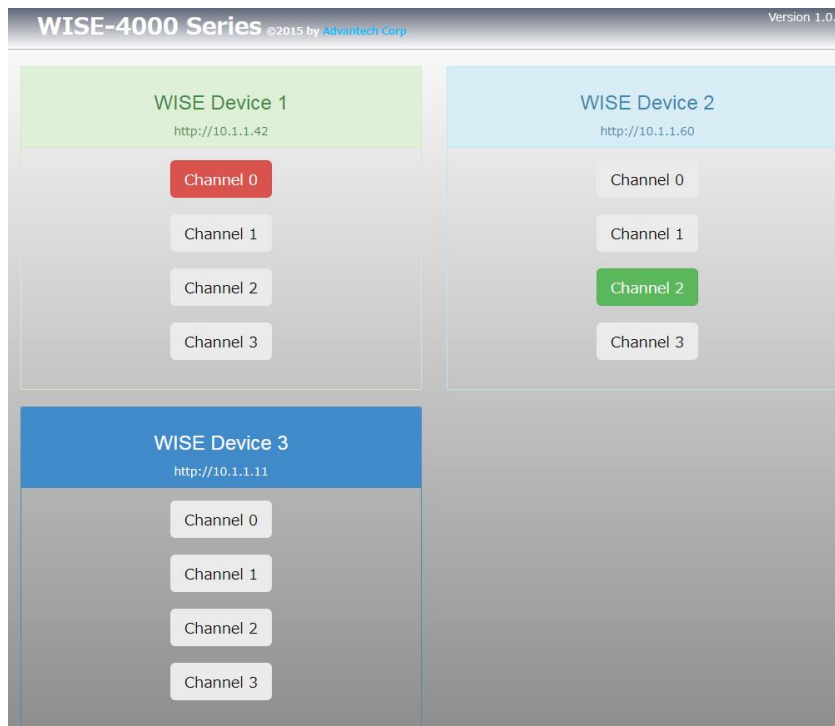 WISE-4000 Series ©2015 by Advantech Corp
Version 1.0.
WISE Device 1
http://10.1.1.42
Channel 0
Channel 1
Channel 2
Channel 3
WISE Device 2
http://10.1.1.60
Channel 0
Channel 1
Channel 2
Channel 3
WISE Device 3
http://10.1.1.11
Channel 0
Channel 1
Channel 2
Channel 3